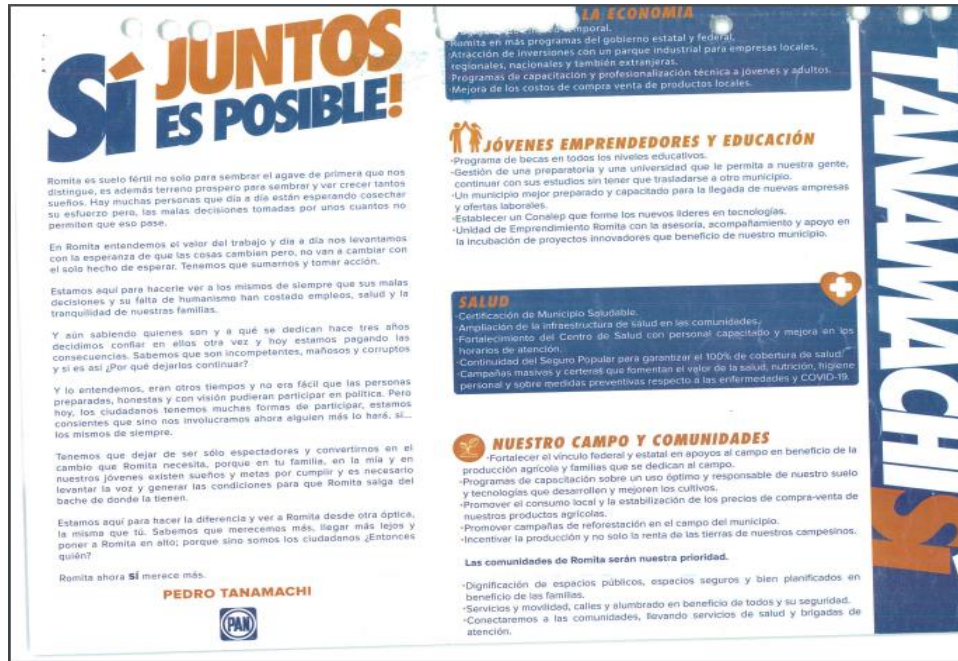 SÍ JUNTOS
ES POSIBLE!
Romita es suelo fértil no solo para sembrar el agave de primera que nos
distingue, es además terreno prospero para sembrar y ver crecer tantos
sueños. Hay muchas personas que día a día están esperando cosechar
su esfuerzo pero, las malas decisiones tomadas por unos cuantos no
permiten que eso pase.
En Romita entendemos el valor del trabajo y día a día nos levantamos
con la esperanza de que las cosas cambien pero, no van a cambiar con
el solo hecho de esperar. Tenemos que sumarnos y tomar acción.
Estamos aquí para hacerle ver a los mismos de siempre que sus malas
decisiones y su falta de humanismo han costado empleos, salud y la
tranquilidad de nuestras familias.
Y aún sabiendo quienes son y a qué se dedican hace tres años
decidimos confiar en ellos otra vez y hoy estamos pagando las
consecuencias. Sabemos que son incompetentes, mañosos y corruptos
y si es así ¿Por qué dejarlos continuar?
Y lo entendemos, eran otros tiempos y no era fácil que las personas
preparadas, honestas y con visión pudieran participar en política. Pero
hoy, los ciudadanos tenemos muchas formas de participar, estamos
consientes que sino nos involucramos ahora alguien más lo hará, si...
los mismos de siempre.
Tenemos que dejar de ser sólo espectadores y convertirnos en el
cambio que Romita necesita, porque en tu familia, en la mía y en
nuestros jóvenes existen sueños y metas por cumplir y es necesario
levantar la voz y generar las condiciones para que Romita salga del
bache de donde la tienen.
Estamos aquí para hacer la diferencia y ver a Romita desde otra óptica,
la misma que tú. Sabemos que merecemos más, llegar más lejos y
poner a Romita en alto; porque sino somos los ciudadanos ¿Entonces
quién?
Romita ahora SÍ merece más.
PEDRO TANAMACHI
PAN
LA ECONOMÍA
temporal.
Romita en más programas del gobierno estatal y federal.
·Atracción de inversiones con un parque industrial para empresas locales,
regionales, nacionales y también extranjeras.
·Programas de capacitación y profesionalización técnica a jóvenes y adultos.
·Mejora de los costos de compra venta de productos locales.
JÓVENES EMPRENDEDORES Y EDUCACIÓN
·Programa de becas en todos los niveles educativos.
·Gestión de una preparatoria y una universidad que le permita a nuestra gente,
continuar con sus estudios sin tener que trasladarse a otro municipio.
·Un municipio mejor preparado y capacitado para la llegada de nuevas empresas
y ofertas laborales.
·Establecer un Conalep que forme los nuevos líderes en tecnologías.
·Unidad de Emprendimiento Romita con la asesoría, acompañamiento y apoyo en
la incubación de proyectos innovadores que beneficio de nuestro municipio.
SALUD
·Certificación de Municipio Saludable.
·Ampliación de la infraestructura de salud en las comunidades.
·Fortalecimiento del Centro de Salud con personal capacitado y mejora en los
horarios de atención.
·Continuidad del Seguro Popular para garantizar el 100% de cobertura de salud.
·Campañas masivas y certeras que fomentan el valor de la salud, nutrición, higiene
personal y sobre medidas preventivas respecto a las enfermedades y COVID-19.
NUESTRO CAMPO Y COMUNIDADES
·Fortalecer el vínculo federal y estatal en apoyos al campo en beneficio de la
producción agrícola y familias que se dedican al campo.
·Programas de capacitación sobre un uso óptimo y responsable de nuestro suelo
y tecnologías que desarrollen y mejoren los cultivos.
·Promover el consumo local y la estabilización de los precios de compra-venta de
nuestros productos agrícolas.
·Promover campañas de reforestación en el campo del municipio.
·Incentivar la producción y no solo la renta de las tierras de nuestros campesinos.
Las comunidades de Romita serán nuestra prioridad.
·Dignificación de espacios públicos, espacios seguros y bien planificados en
beneficio de las familias.
·Servicios y movilidad, calles y alumbrado en beneficio de todos y su seguridad.
·Conectaremos a las comunidades, llevando servicios de salud y brigadas de
atención.
TANAMACHI
SÍ